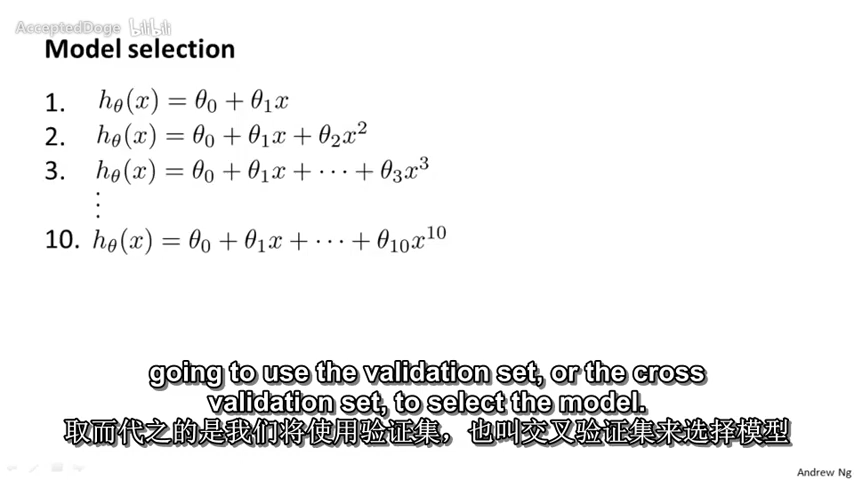 AcceptedDoge bilibili
Model selection
1. hθ(x) = θ0 + θ1x
2. hθ(x) = θ0 + θ1x + θ2x²
3. hθ(x) = θ0 + θ1x + ··· + θ3x³
⋮
10. hθ(x) = θ0 + θ1x + ··· + θ10x¹⁰
going to use the validation set, or the cross
validation set, to select the model.
取而代之的是我们将使用验证集，也叫交叉验证集来选择模型
Andrew Ng